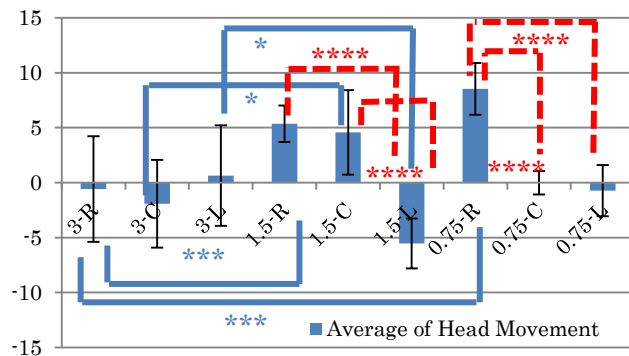 15
10
5
0
-5
-10
-15
*
*
****
****
****
****
***
***
3-R
3-C
3-L
1.5-R
1.5-C
1.5-L
0.75-R
0.75-C
0.75-L
Average of Head Movement